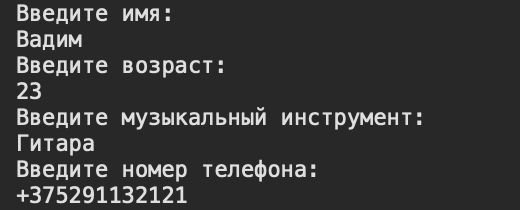 Введите имя:
Вадим
Введите возраст:
23
Введите музыкальный инструмент:
Гитара
Введите номер телефона:
+375291132121